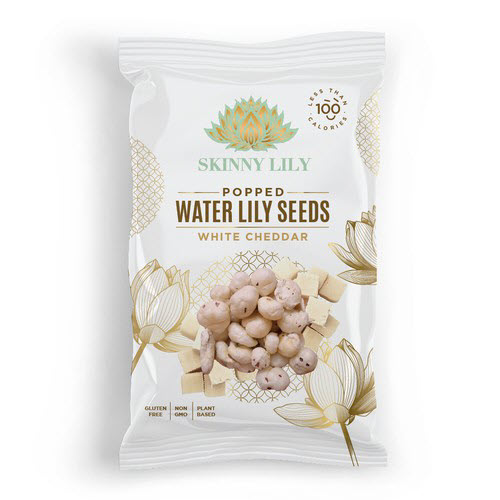 LESS THAN
100
CALORIES
SKINNY LILY
POPPED
WATER LILY SEEDS
WHITE CHEDDAR
GLUTEN FREE
NON GMO
PLANT BASED